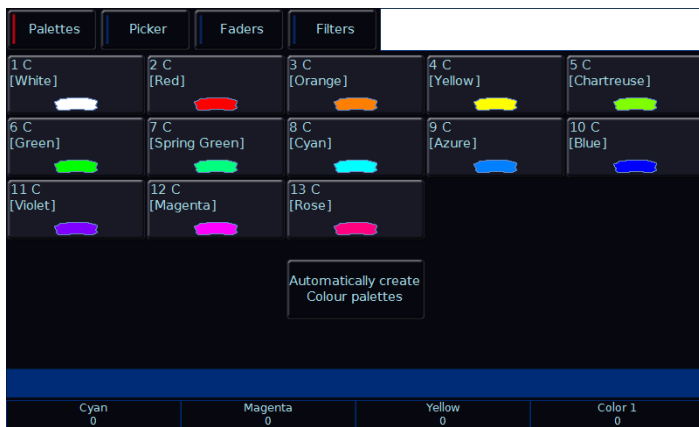 Palettes Picker Faders Filters
1 C 2 C 3 C 4 C 5 C
[White] [Red] [Orange] [Yellow] [Chartreuse]
6 C 7 C 8 C 9 C 10 C
[Green] [Spring Green] [Cyan] [Azure] [Blue]
11 C 12 C 13 C
[Violet] [Magenta] [Rose]
Automatically create
Colour palettes
Cyan Magenta Yellow Color 1
0 0 0 0